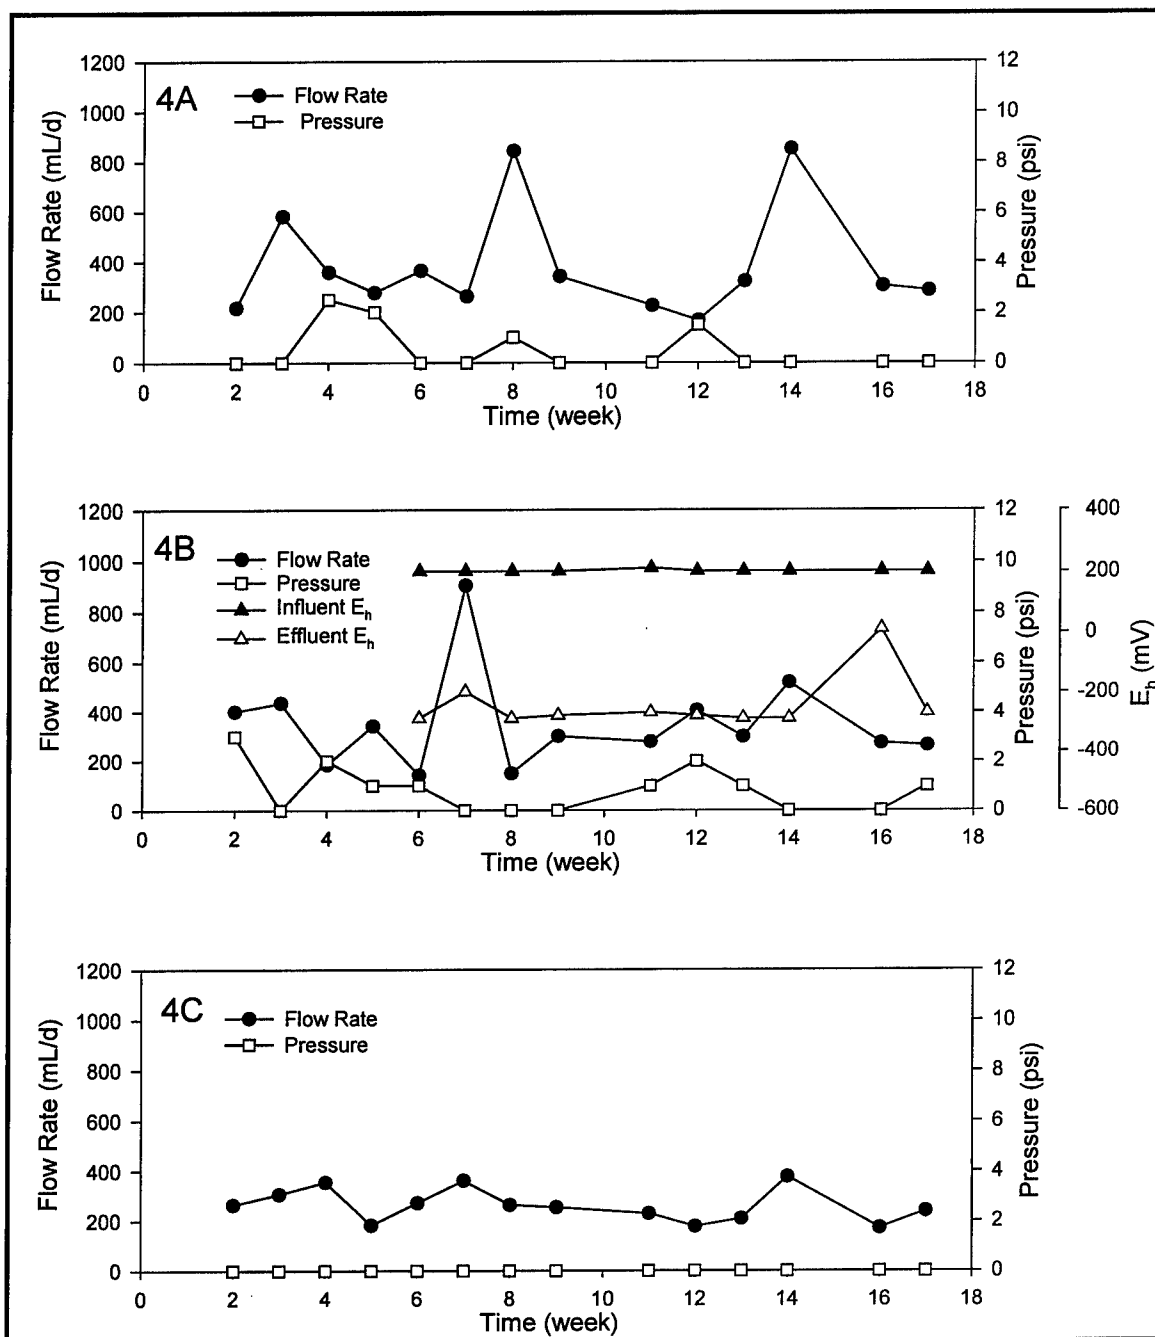 4A
Flow Rate
Pressure
Flow Rate (mL/d)
1200
1000
800
600
400
200
0
Pressure (psi)
12
10
8
6
4
2
0
0 2 4 6 8 10 12 14 16 18
Time (week)
4B
Flow Rate
Pressure
Influent Eh
Effluent Eh
Flow Rate (mL/d)
1200
1000
800
600
400
200
0
Pressure (psi)
12
10
8
6
4
2
0
Eh (mV)
400
200
0
-200
-400
-600
0 2 4 6 8 10 12 14 16 18
Time (week)
4C
Flow Rate
Pressure
Flow Rate (mL/d)
1200
1000
800
600
400
200
0
Pressure (psi)
12
10
8
6
4
2
0
0 2 4 6 8 10 12 14 16 18
Time (week)